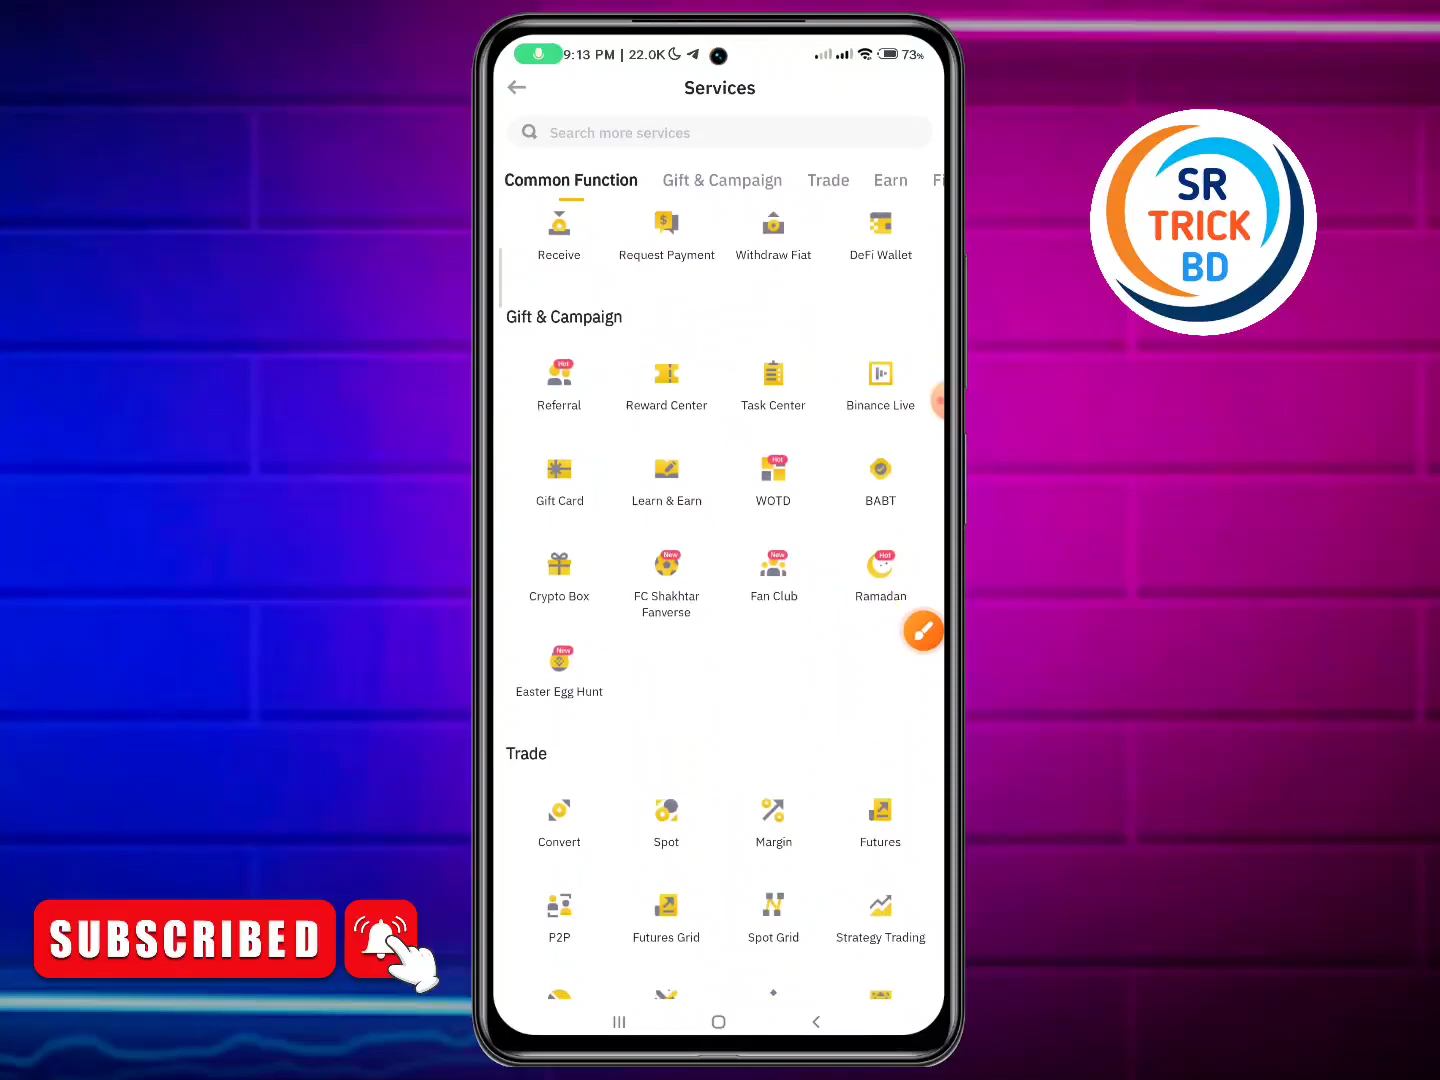 9:13 PM | 22.0K
73%
Services
Search more services
Common Function
Gift & Campaign
Trade
Earn
Fi
Receive
Request Payment
Withdraw Fiat
DeFi Wallet
Gift & Campaign
Hot
Referral
Reward Center
Task Center
Binance Live
Gift Card
Learn & Earn
Hot
WOTD
BABT
Crypto Box
New
FC Shakhtar
Fanverse
New
Fan Club
Hot
Ramadan
New
Easter Egg Hunt
Trade
Convert
Spot
Margin
Futures
P2P
Futures Grid
Spot Grid
Strategy Trading
SR
TRICK
BD
SUBSCRIBED